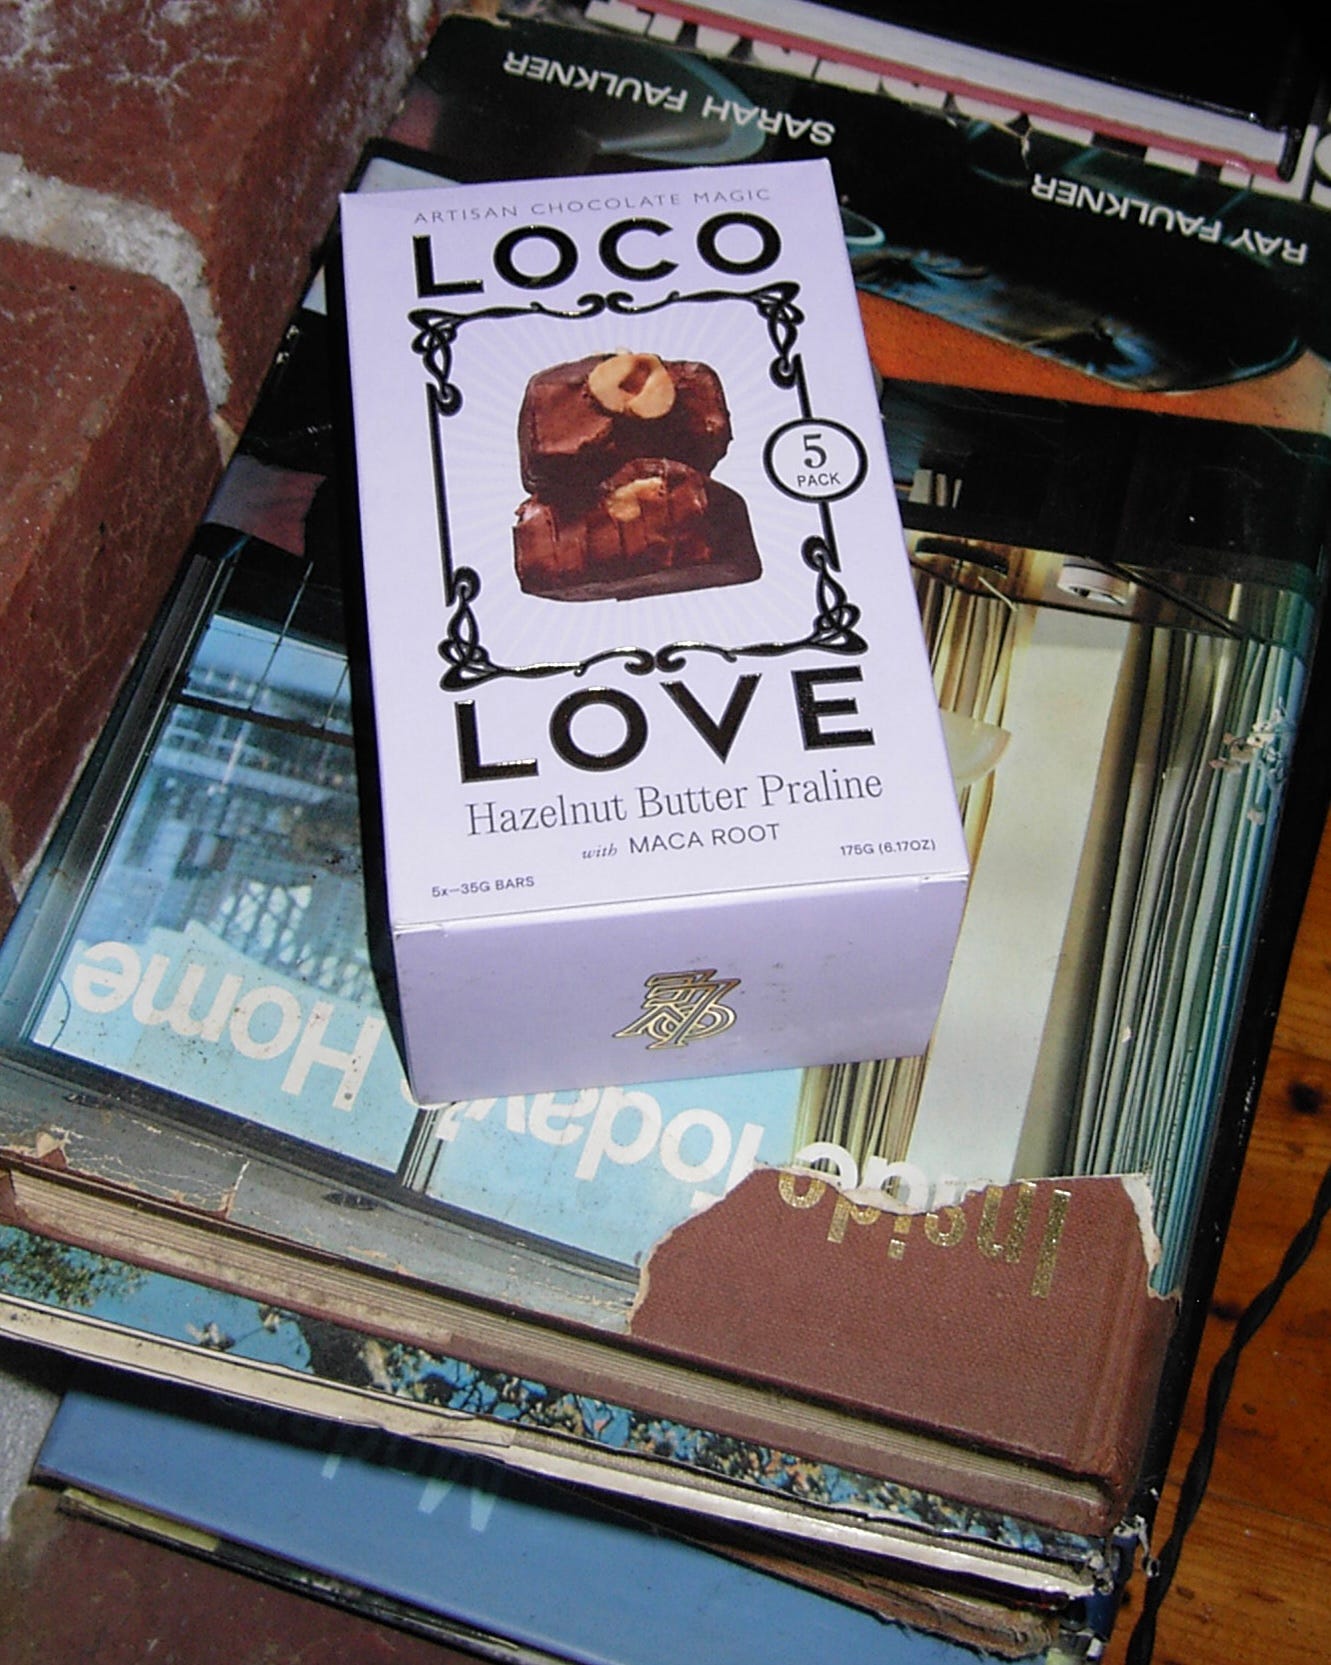 ARTISAN CHOCOLATE MAGIC
LOCO
5
PACK
LOVE
Hazelnut Butter Praline
with MACA ROOT
5x—35G BARS
175G (6.17OZ)
RAY FAULKNER
SARAH FAULKNER
Inside
Today's Home